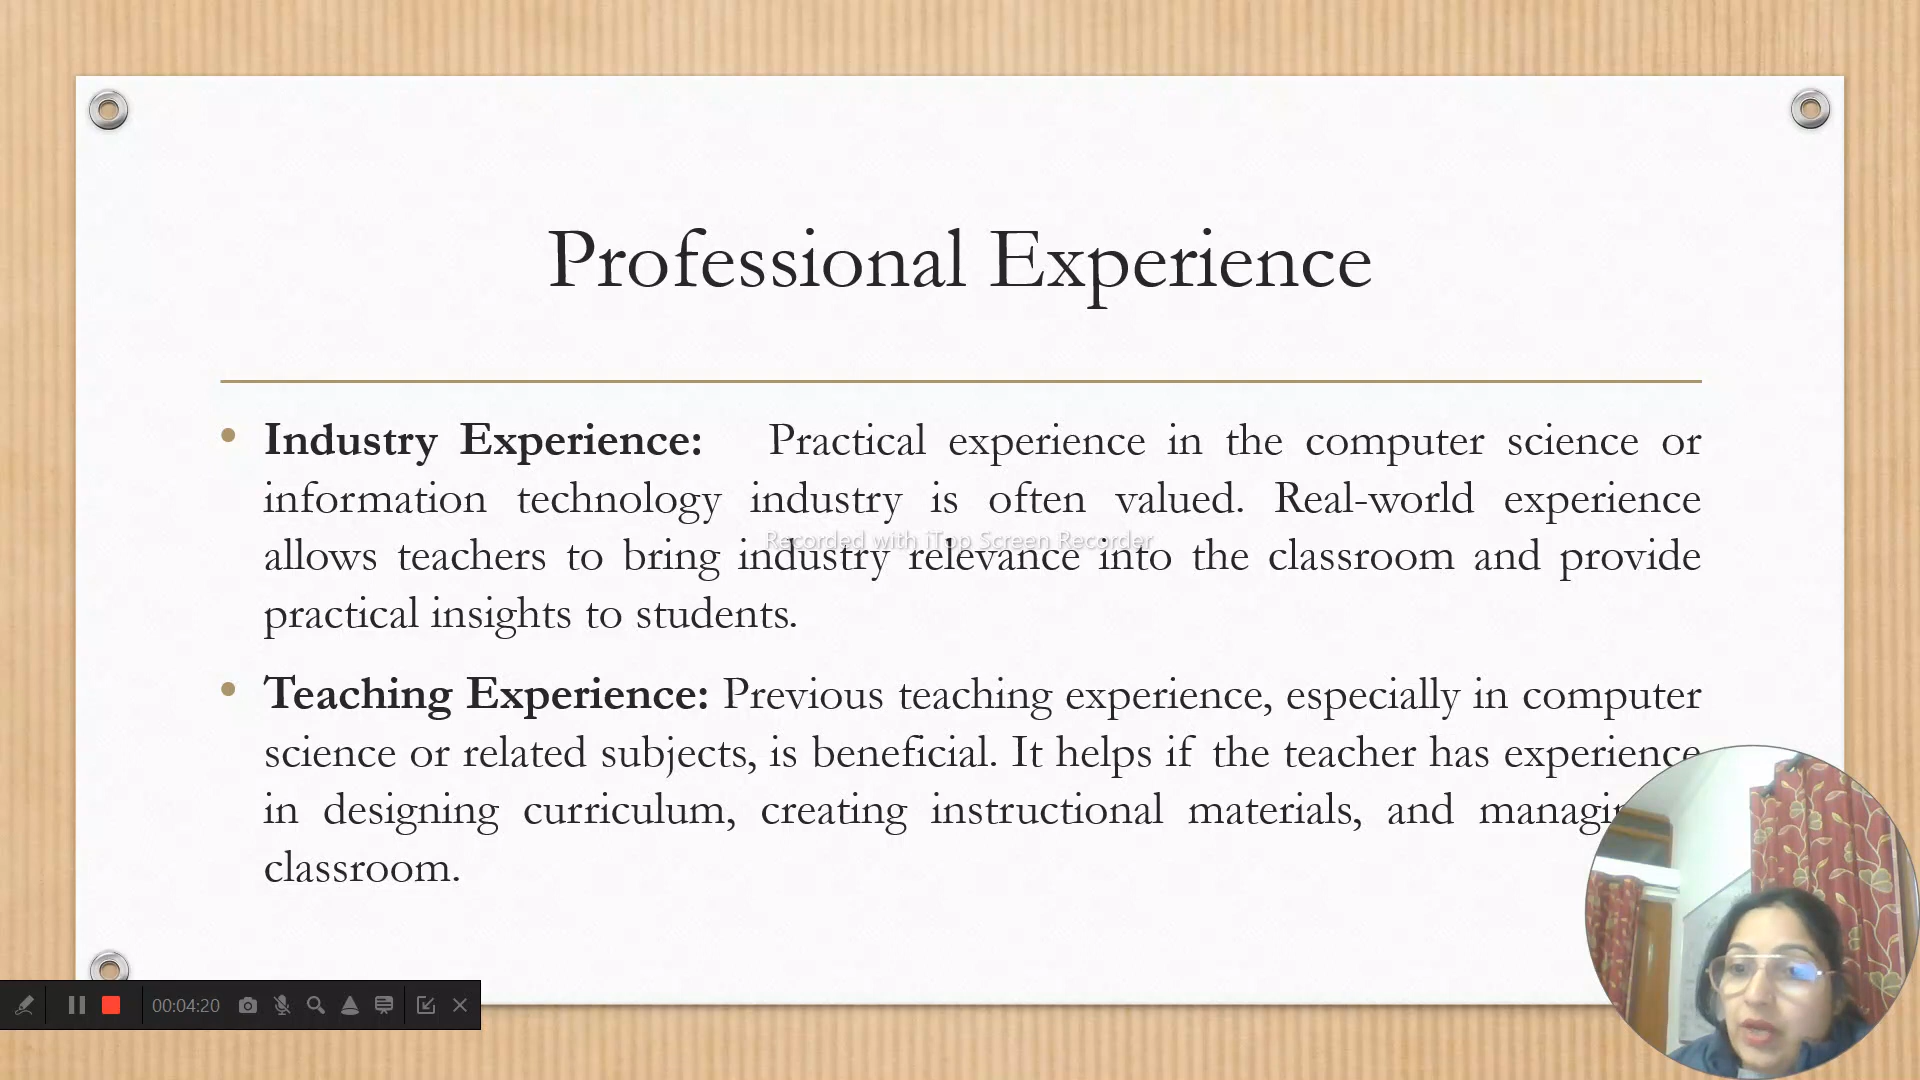 Professional Experience
• Industry Experience: Practical experience in the computer science or
information technology industry is often valued. Real-world experience
Recorded with iTop Screen Recorder
allows teachers to bring industry relevance into the classroom and provide
practical insights to students.
• Teaching Experience: Previous teaching experience, especially in computer
science or related subjects, is beneficial. It helps if the teacher has experience
in designing curriculum, creating instructional materials, and
classroom.
00:04:20